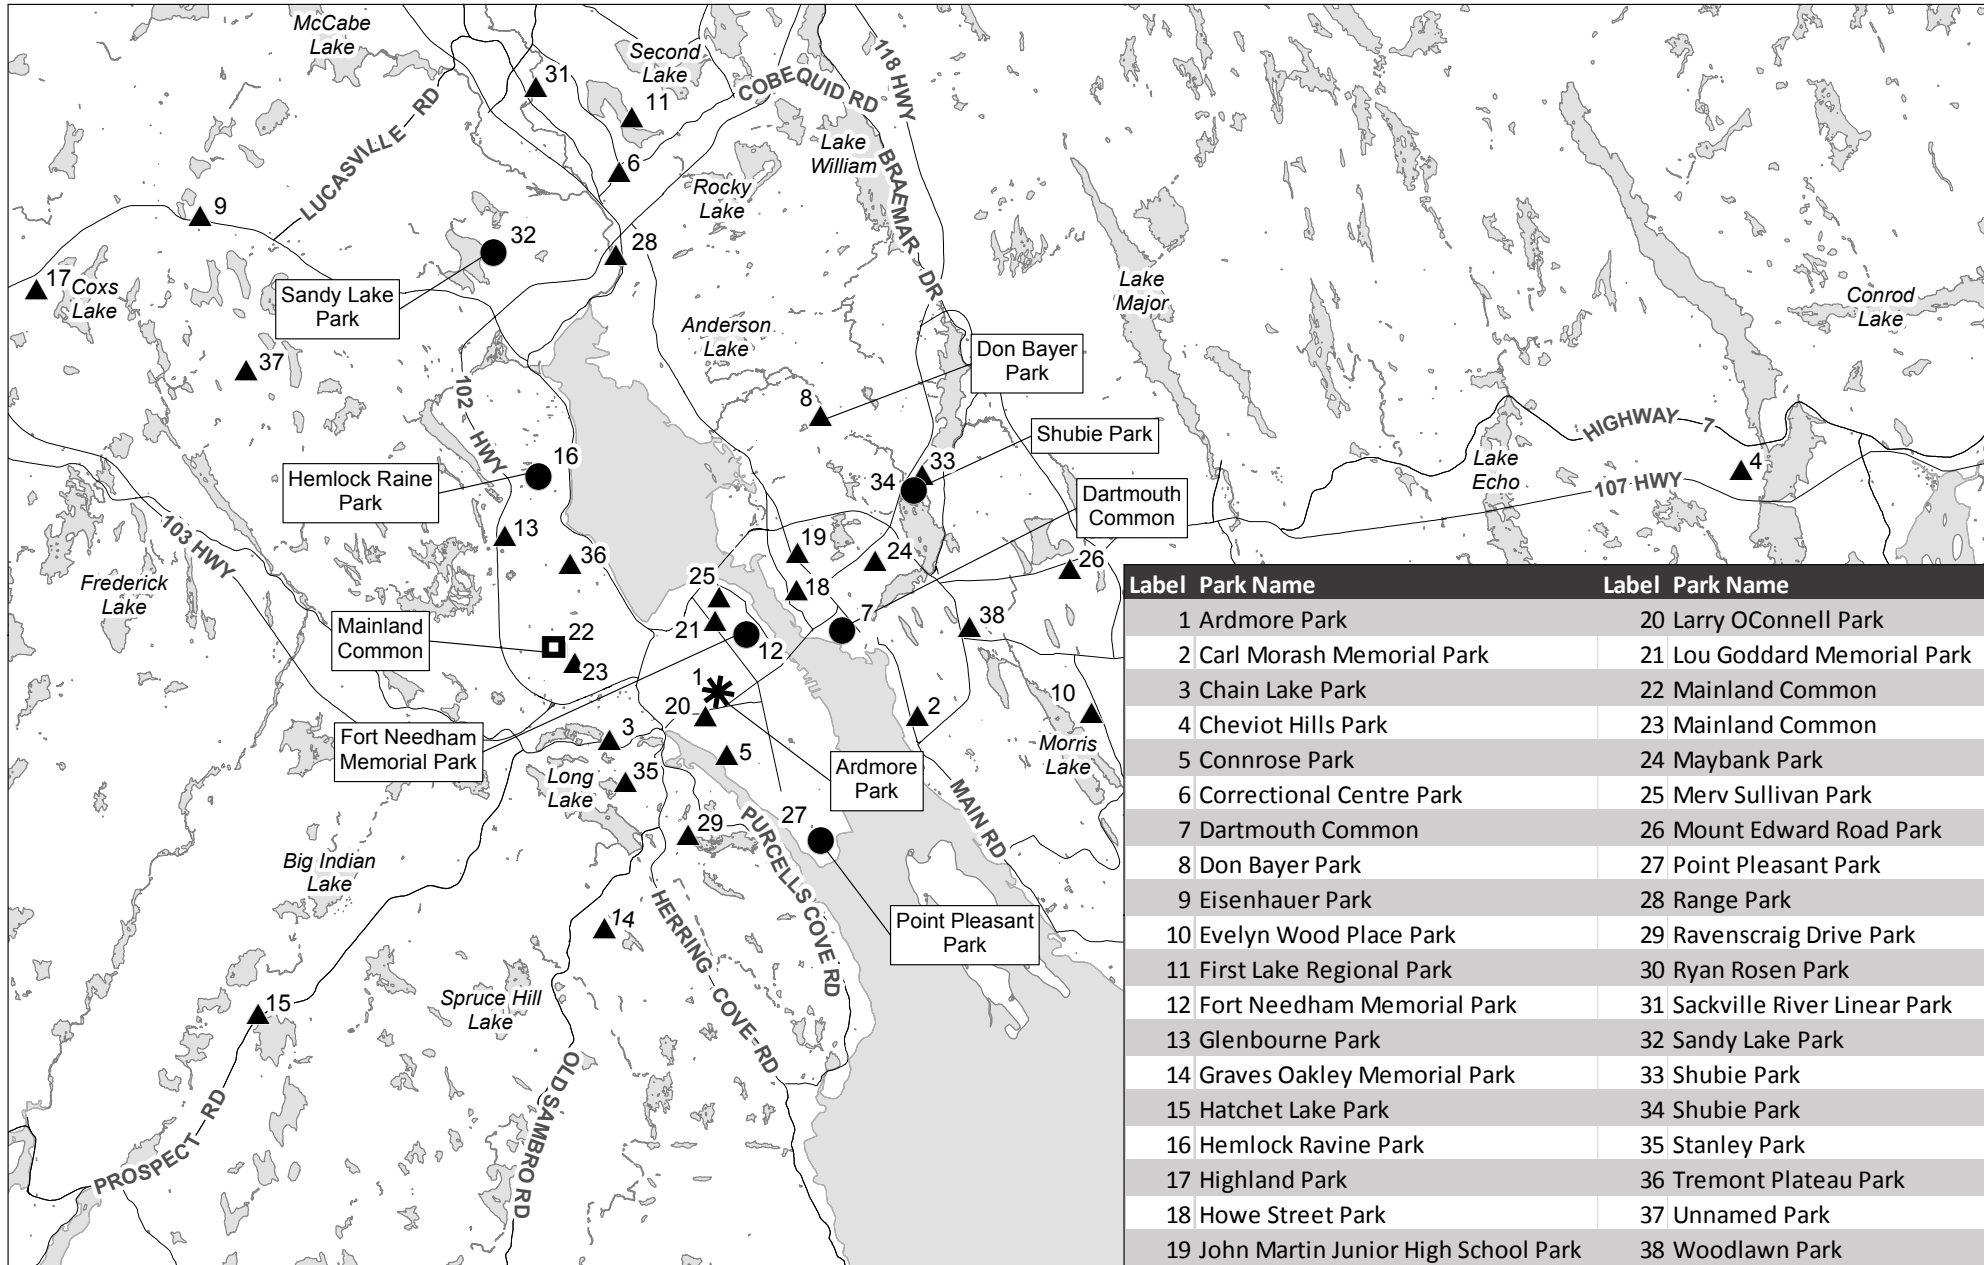 McCabe
Lake
Second
Lake
31
11
COBEQUID RD
118 HWY
LUCASVILLE RD
6
Lake
William
BRAEMAR DR
Rocky
Lake
9
32
28
17
Coxs
Lake
Sandy Lake
Park
Lake
Major
Conrod
Lake
Anderson
Lake
Don Bayer
Park
37
102 HWY
8
HIGHWAY 7
Shubie Park
Lake
Echo
4
107 HWY
Hemlock Raine
Park
16
33
34
Dartmouth
Common
103 HWY
13
36
19
24
26
Frederick
Lake
25
18
7
38
Mainland
Common
22
23
21
12
1
20
2
10
Fort Needham
Memorial Park
3
5
Morris
Lake
Ardmore
Park
Long
Lake
35
27
MAIN RD
29
PURCELLS COVE RD
Big Indian
Lake
HERRING COVE RD
14
Point Pleasant
Park
Spruce Hill
Lake
15
OLD SAMBRO RD
PROSPECT RD
Label Park Name Label Park Name
1 Ardmore Park 20 Larry OConnell Park
2 Carl Morash Memorial Park 21 Lou Goddard Memorial Park
3 Chain Lake Park 22 Mainland Common
4 Cheviot Hills Park 23 Mainland Common
5 Connrose Park 24 Maybank Park
6 Correctional Centre Park 25 Merv Sullivan Park
7 Dartmouth Common 26 Mount Edward Road Park
8 Don Bayer Park 27 Point Pleasant Park
9 Eisenhauer Park 28 Range Park
10 Evelyn Wood Place Park 29 Ravenscraig Drive Park
11 First Lake Regional Park 30 Ryan Rosen Park
12 Fort Needham Memorial Park 31 Sackville River Linear Park
13 Glenbourne Park 32 Sandy Lake Park
14 Graves Oakley Memorial Park 33 Shubie Park
15 Hatchet Lake Park 34 Shubie Park
16 Hemlock Ravine Park 35 Stanley Park
17 Highland Park 36 Tremont Plateau Park
18 Howe Street Park 37 Unnamed Park
19 John Martin Junior High School Park 38 Woodlawn Park